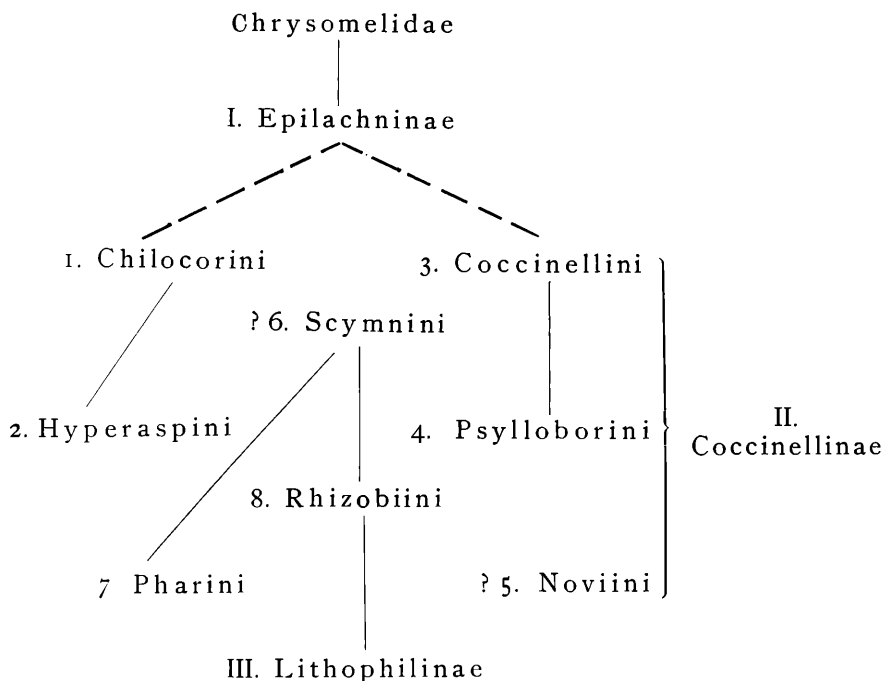 Chrysomelidae
I. Epilachninae
1. Chilocorini
3. Coccinellini
? 6. Scymnini
2. Hyperaspini
4. Psylloborini
II.
Coccinellinae
8. Rhizobiini
7 Pharini
? 5. Noviini
III. Lithophilinae